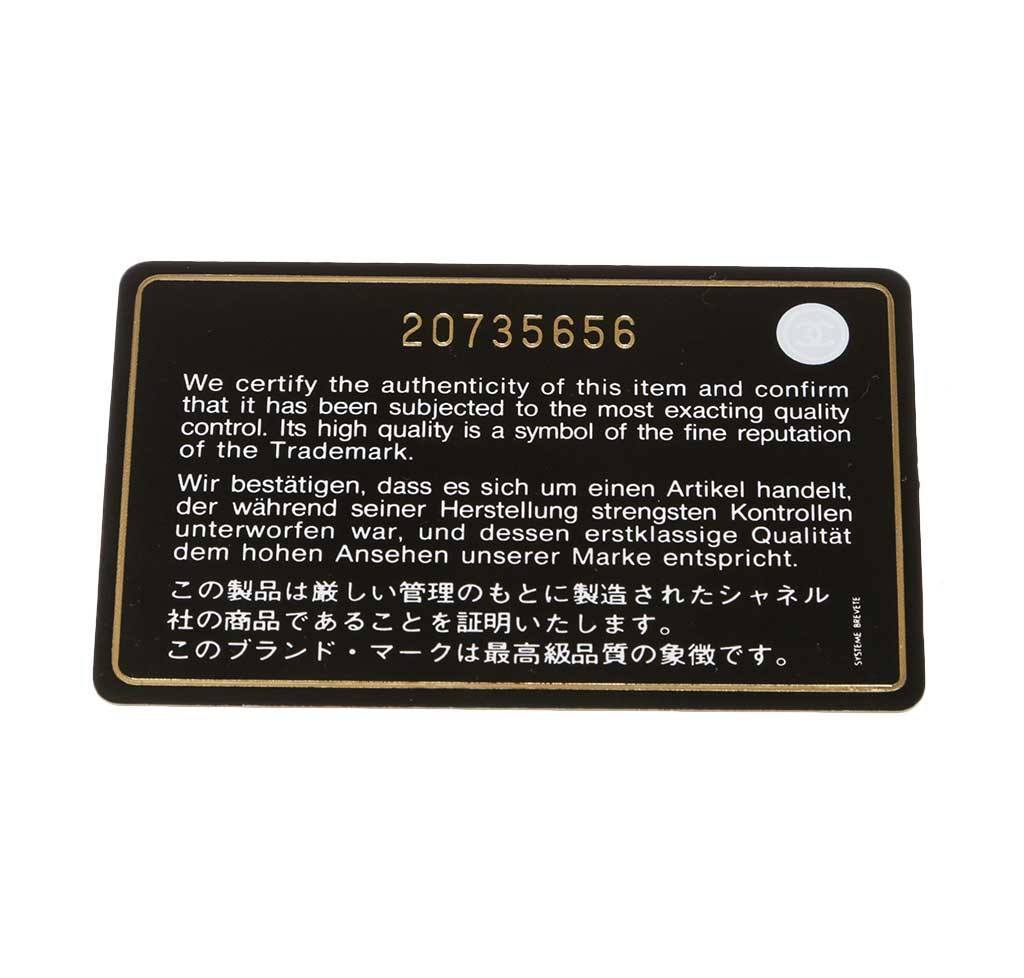 20735656
We certify the authenticity of this item and confirm
that it has been subjected to the most exacting quality
control. Its high quality is a symbol of the fine reputation
of the Trademark.
Wir bestätigen, dass es sich um einen Artikel handelt,
der während seiner Herstellung strengsten Kontrollen
unterworfen war, und dessen erstklassige Qualität
dem hohen Ansehen unserer Marke entspricht.
この製品は厳しい管理のもとに製造されたシャネル
社の商品であることを証明いたします。
このブランド・マークは最高級品質の象徴です。
SYSTEME BREVETE